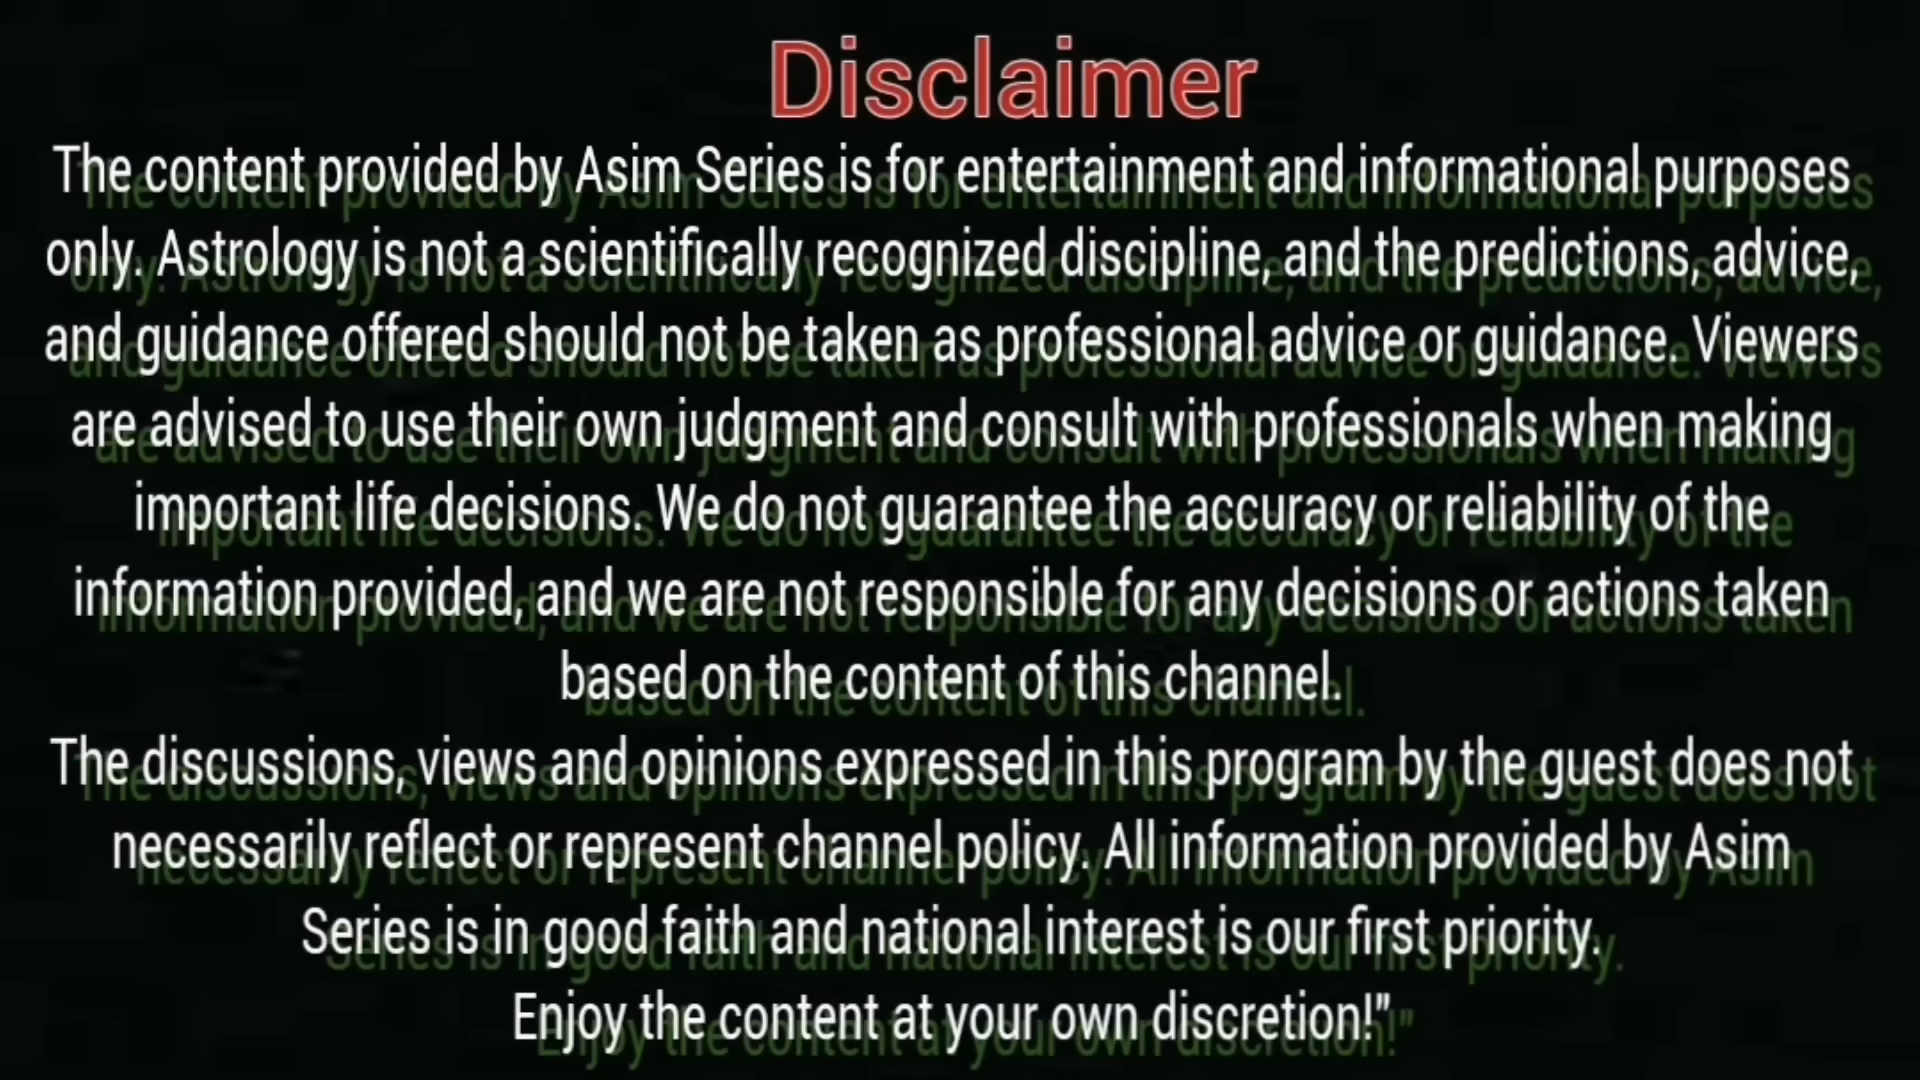 Disclaimer
The content provided by Asim Series is for entertainment and informational purposes
only. Astrology is not a scientifically recognized discipline, and the predictions, advice,
and guidance offered should not be taken as professional advice or guidance. Viewers
are advised to use their own judgment and consult with professionals when making
important life decisions. We do not guarantee the accuracy or reliability of the
information provided, and we are not responsible for any decisions or actions taken
based on the content of this channel.
The discussions, views and opinions expressed in this program by the guest does not
necessarily reflect or represent channel policy. All information provided by Asim
Series is in good faith and national interest is our first priority.
Enjoy the content at your own discretion!"